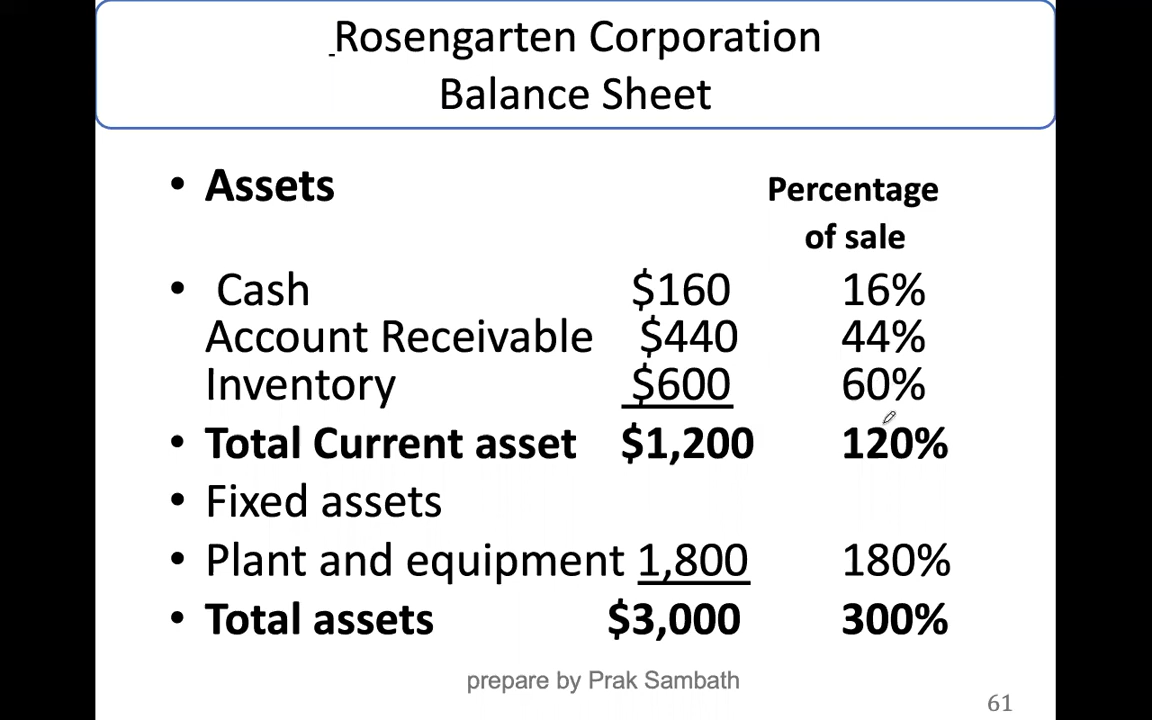 Rosengarten Corporation
Balance Sheet
• Assets Percentage
of sale
• Cash $160 16%
Account Receivable $440 44%
Inventory $600 60%
• Total Current asset $1,200 120%
• Fixed assets
• Plant and equipment 1,800 180%
• Total assets $3,000 300%
prepare by Prak Sambath
61